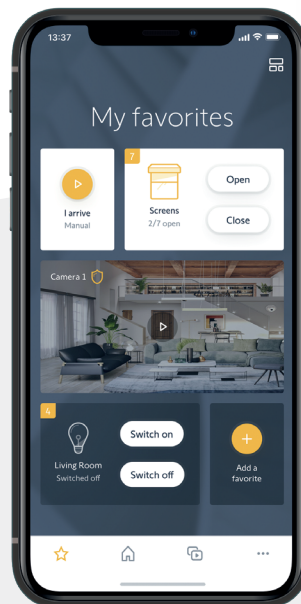 13:37
My favorites
7
I arrive
Manual
Screens
2/7 open
Open
Close
Camera 1
4
Living Room
Switched off
Switch on
Switch off
Add a
favorite